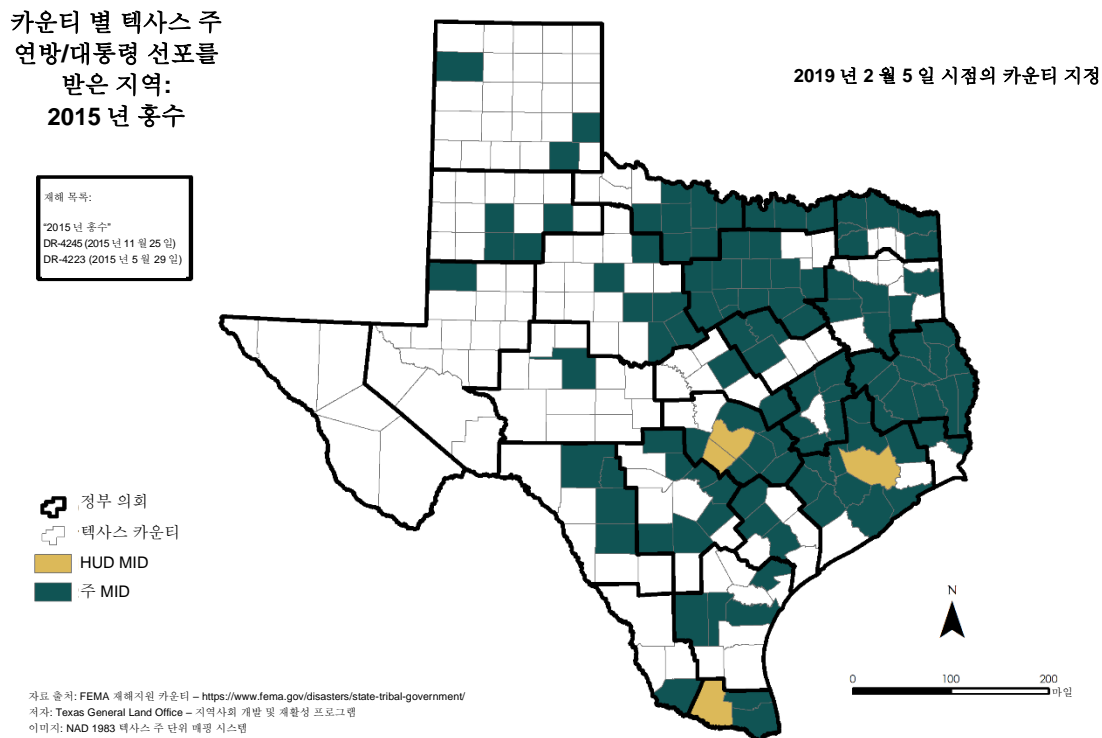 카운티 별 텍사스 주
연방/대통령 선포를
받은 지역:
2015 년 홍수
2019 년 2 월 5 일 시점의 카운티 지정
재해 목록:
"2015 년 홍수"
DR-4245 (2015 년 11 월 25 일)
DR-4223 (2015 년 5 월 29 일)
정부 의회
텍사스 카운티
HUD MID
주 MID
N
0 100 200
마일
자료 출처: FEMA 재해지원 카운티 – https://www.fema.gov/disasters/state-tribal-government/
저자: Texas General Land Office – 지역사회 개발 및 재활성 프로그램
이미지: NAD 1983 텍사스 주 단위 매핑 시스템